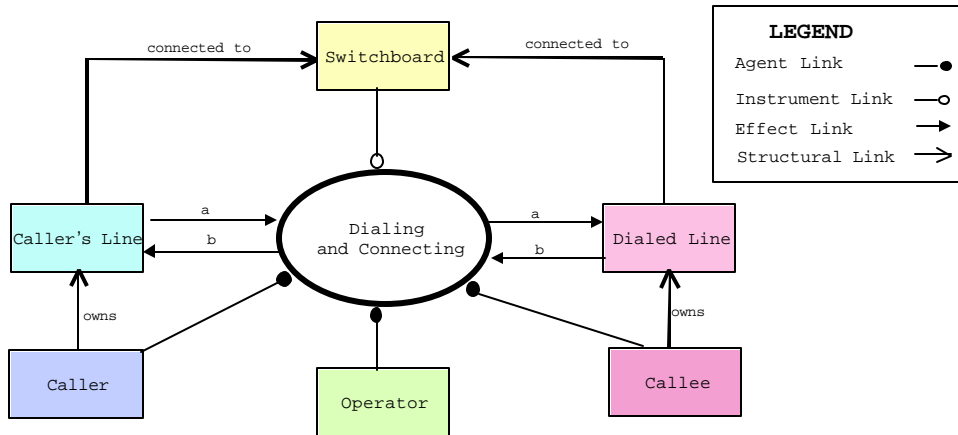 connected to
Switchboard
connected to
LEGEND
Agent Link
Instrument Link
Effect Link
Structural Link
Caller's Line
a
b
Dialing
and Connecting
a
b
Dialed Line
owns
owns
Caller
Operator
Callee